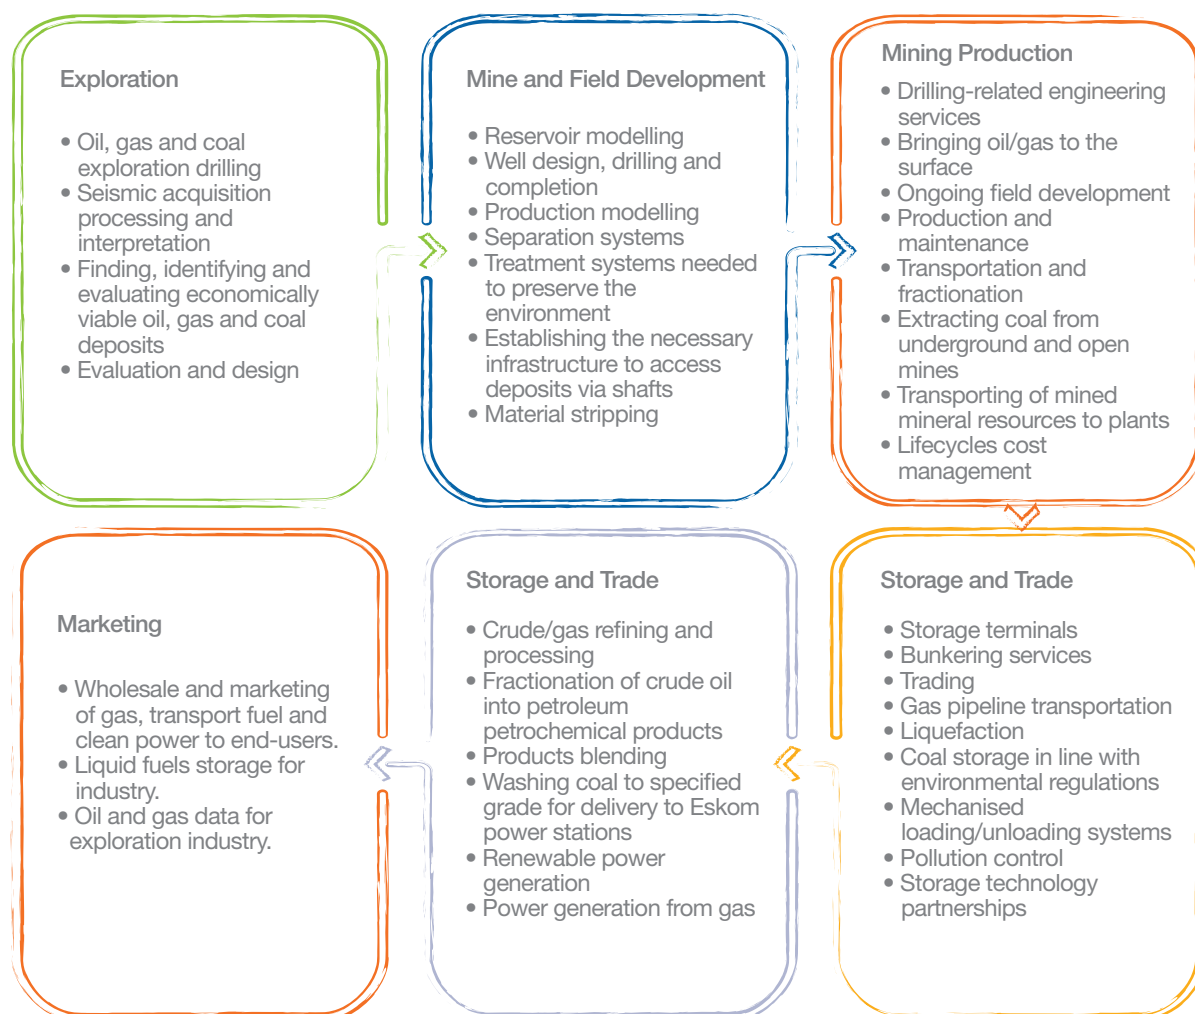 Exploration
• Oil, gas and coal
exploration drilling
• Seismic acquisition
processing and
interpretation
• Finding, identifying and
evaluating economically
viable oil, gas and coal
deposits
• Evaluation and design
Mine and Field Development
• Reservoir modelling
• Well design, drilling and
completion
• Production modelling
• Separation systems
• Treatment systems needed
to preserve the
environment
• Establishing the necessary
infrastructure to access
deposits via shafts
• Material stripping
Mining Production
• Drilling-related engineering
services
• Bringing oil/gas to the
surface
• Ongoing field development
• Production and
maintenance
• Transportation and
fractionation
• Extracting coal from
underground and open
mines
• Transporting of mined
mineral resources to plants
• Lifecycles cost
management
Marketing
• Wholesale and marketing
of gas, transport fuel and
clean power to end-users.
• Liquid fuels storage for
industry.
• Oil and gas data for
exploration industry.
Storage and Trade
• Crude/gas refining and
processing
• Fractionation of crude oil
into petroleum
petrochemical products
• Products blending
• Washing coal to specified
grade for delivery to Eskom
power stations
• Renewable power
generation
• Power generation from gas
Storage and Trade
• Storage terminals
• Bunkering services
• Trading
• Gas pipeline transportation
• Liquefaction
• Coal storage in line with
environmental regulations
• Mechanised
loading/unloading systems
• Pollution control
• Storage technology
partnerships